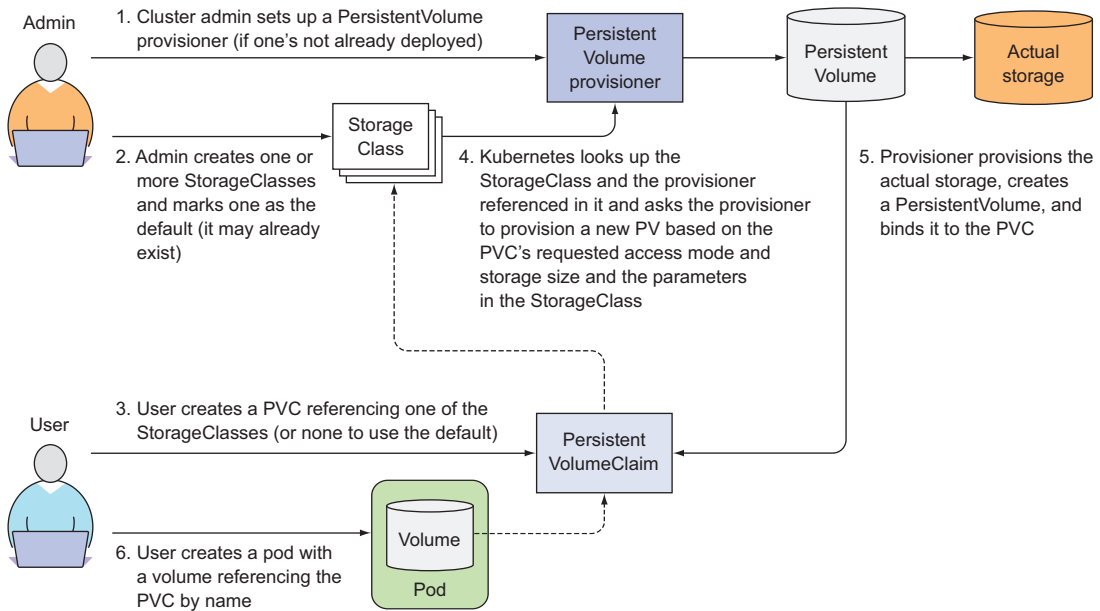 Admin
1. Cluster admin sets up a PersistentVolume
provisioner (if one's not already deployed)
Persistent
Volume
provisioner
Persistent
Volume
Actual
storage
Storage
Class
2. Admin creates one or
more StorageClasses
and marks one as the
default (it may already
exist)
4. Kubernetes looks up the
StorageClass and the provisioner
referenced in it and asks the provisioner
to provision a new PV based on the
PVC's requested access mode and
storage size and the parameters
in the StorageClass
5. Provisioner provisions the
actual storage, creates
a PersistentVolume, and
binds it to the PVC
User
3. User creates a PVC referencing one of the
StorageClasses (or none to use the default)
Persistent
VolumeClaim
Volume
Pod
6. User creates a pod with
a volume referencing the
PVC by name